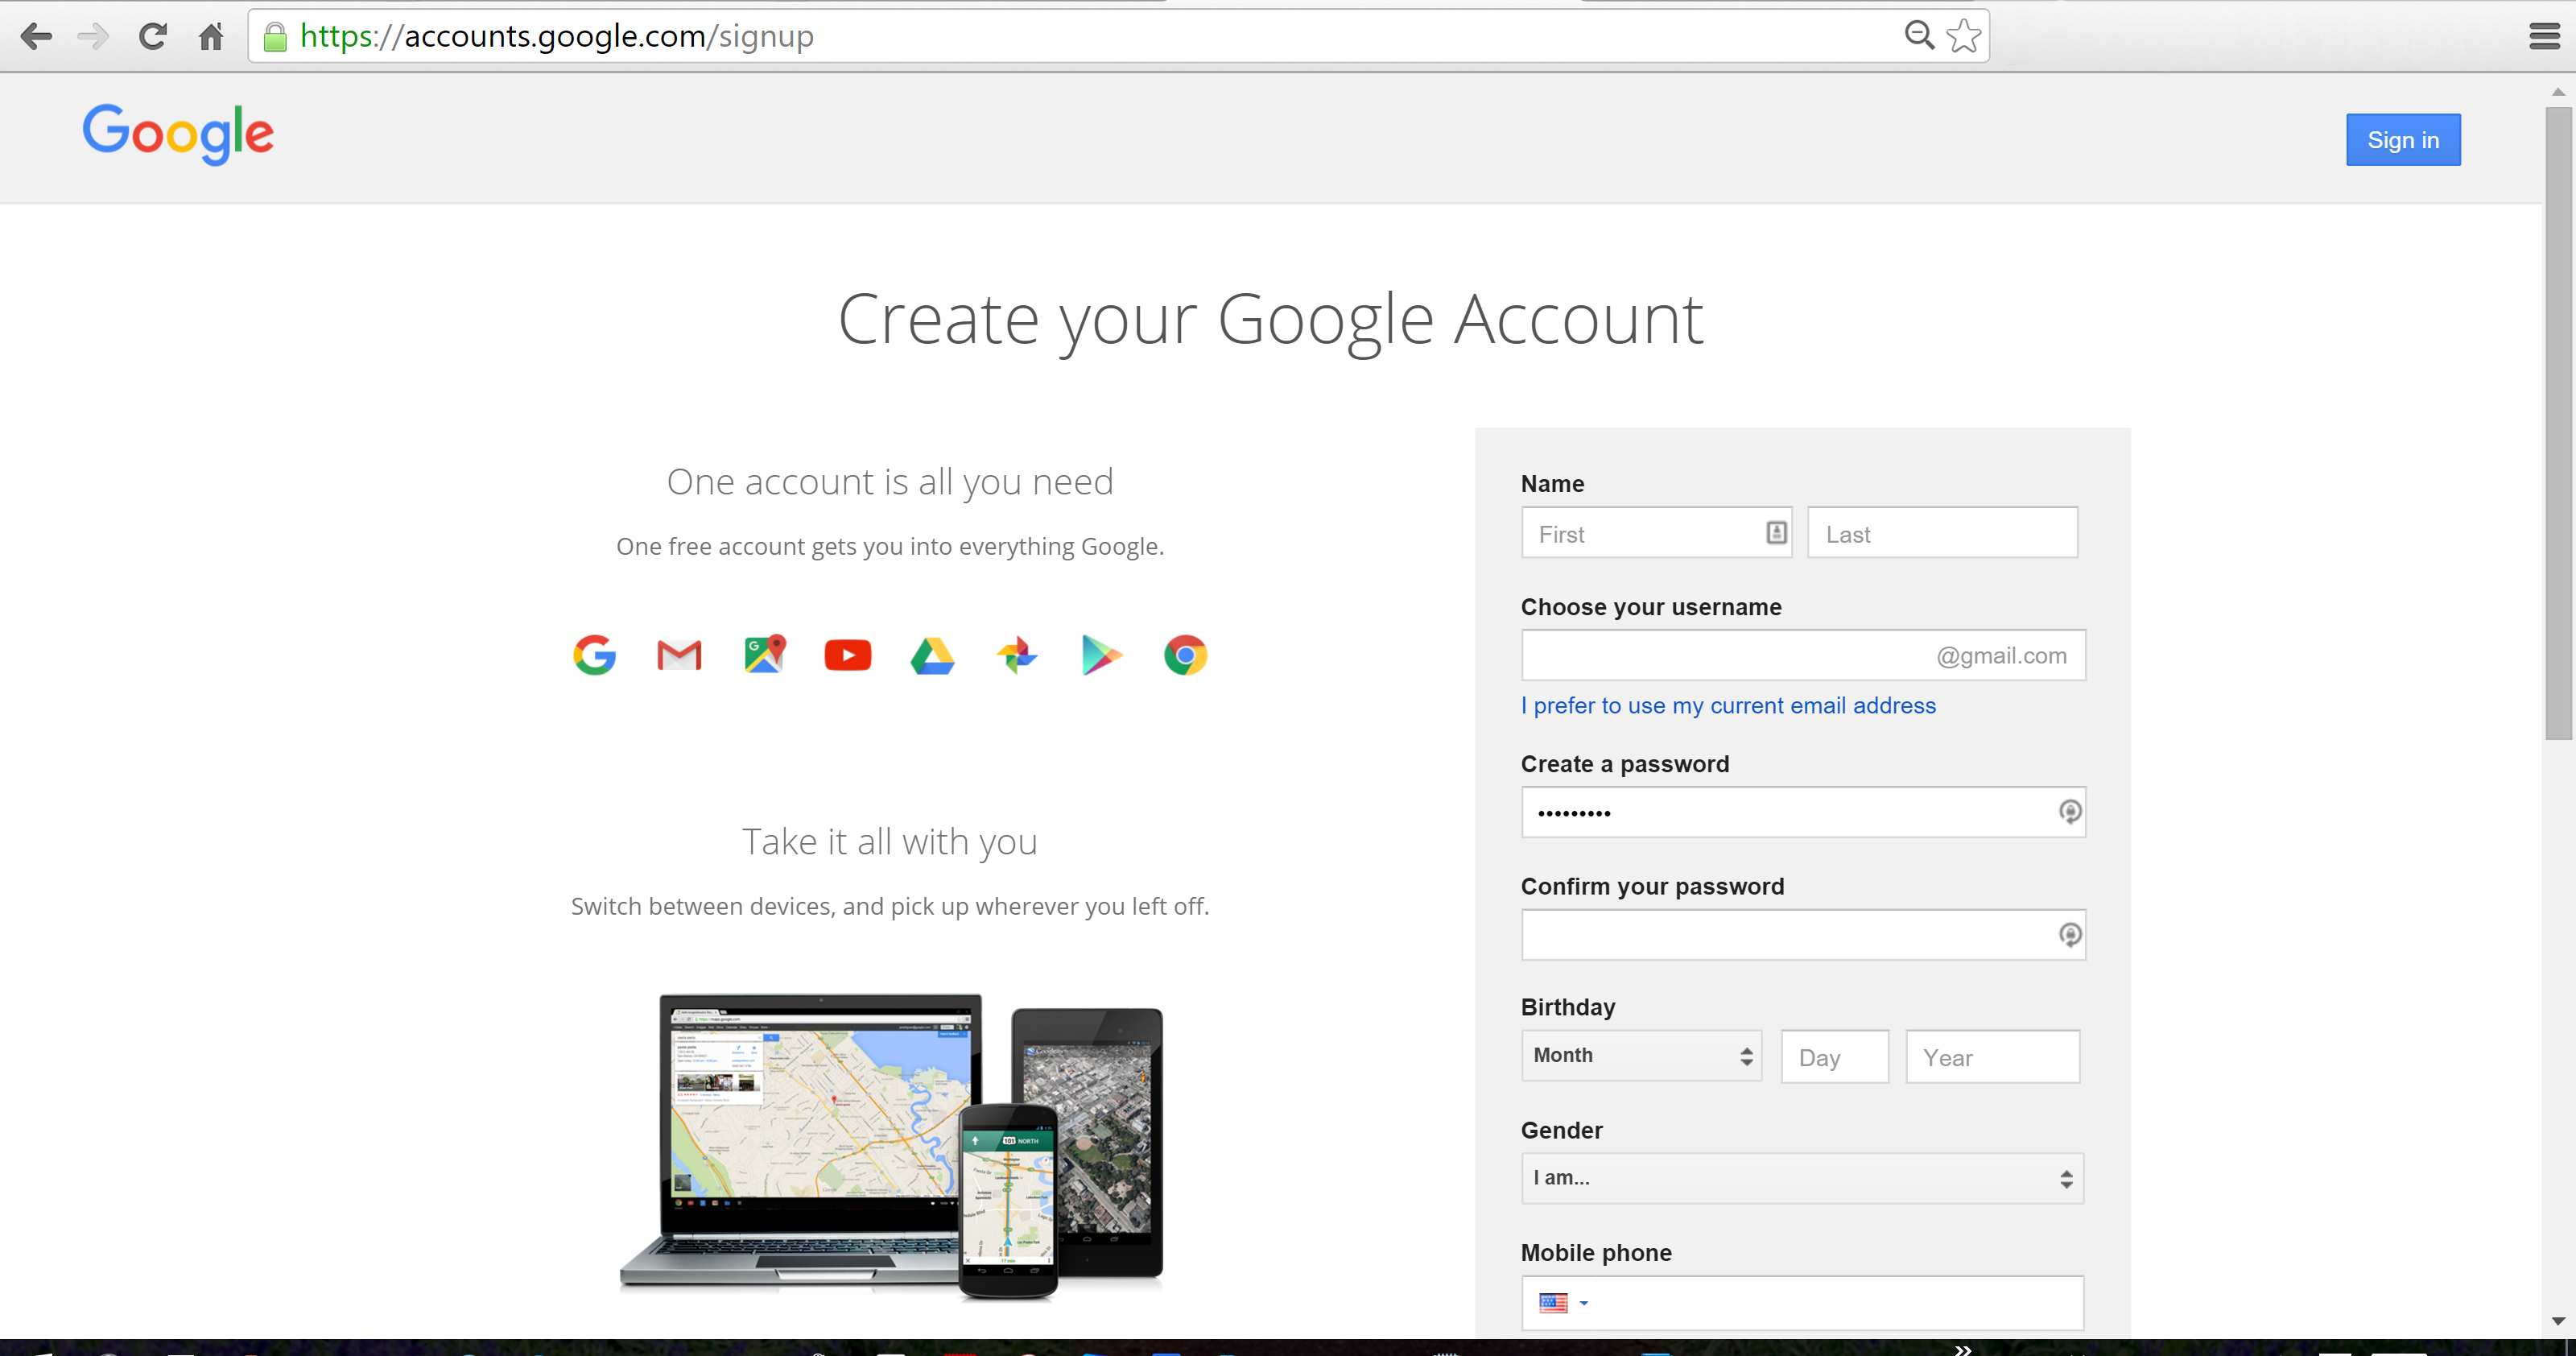 https://accounts.google.com/signup
Google
Sign in
Create your Google Account
One account is all you need
One free account gets you into everything Google.
Take it all with you
Switch between devices, and pick up wherever you left off.
101 NORTH
Name
First
Last
Choose your username
@gmail.com
I prefer to use my current email address
Create a password
•••••••••
Confirm your password
Birthday
Month
Day
Year
Gender
I am...
Mobile phone